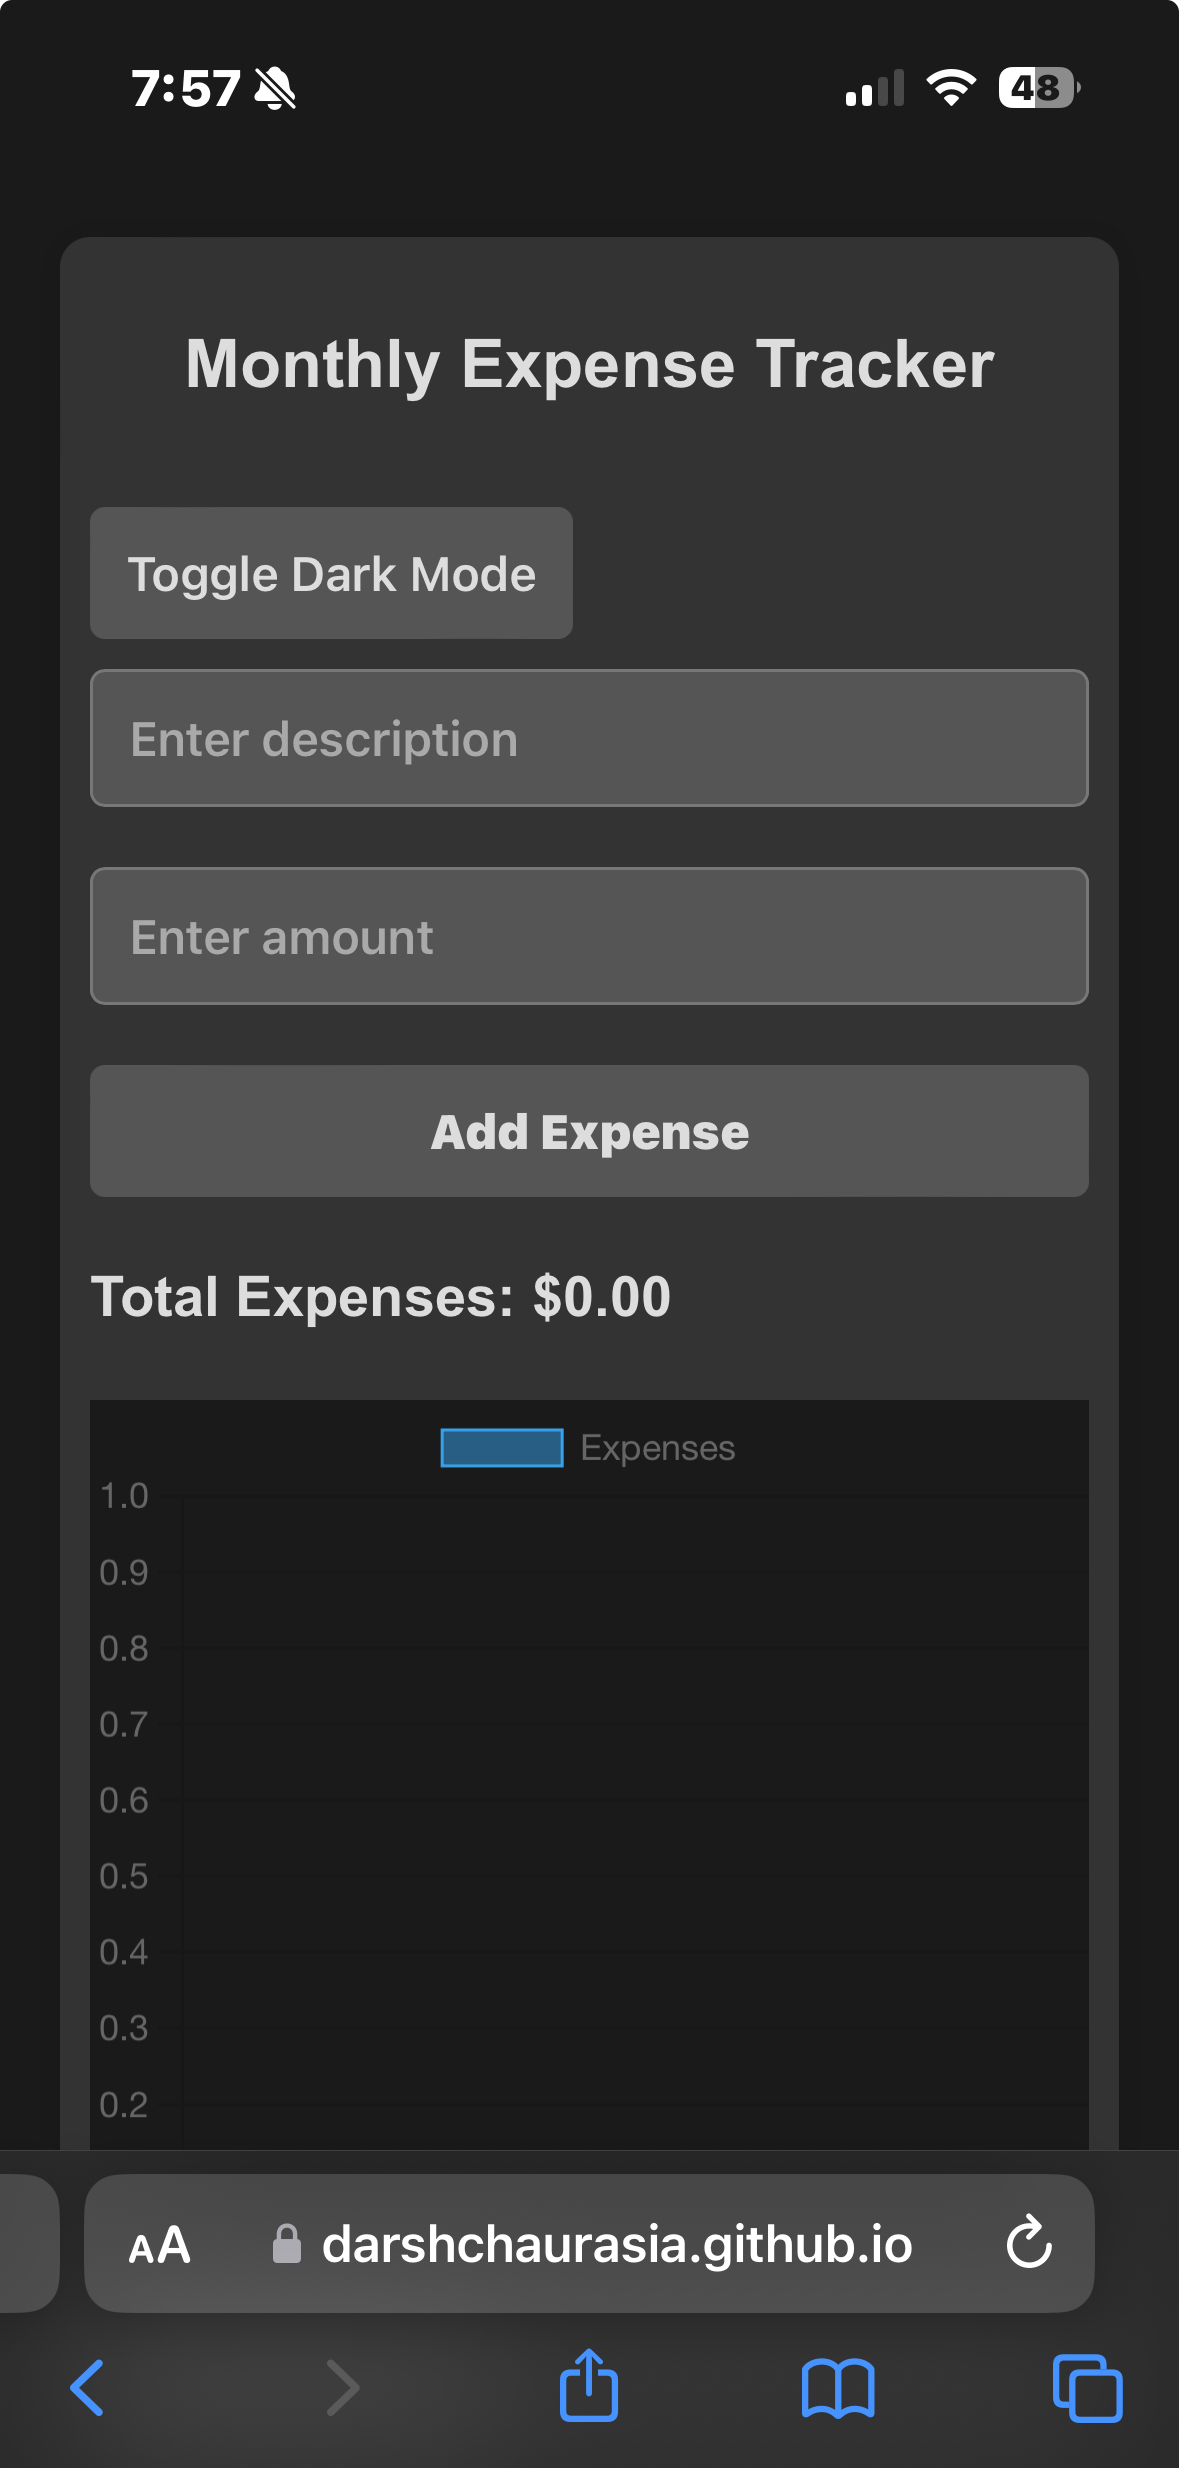 7:57
48
Monthly Expense Tracker
Toggle Dark Mode
Enter description
Enter amount
Add Expense
Total Expenses: $0.00
Expenses
1.0
0.9
0.8
0.7
0.6
0.5
0.4
0.3
0.2
AA darshchaurasia.github.io